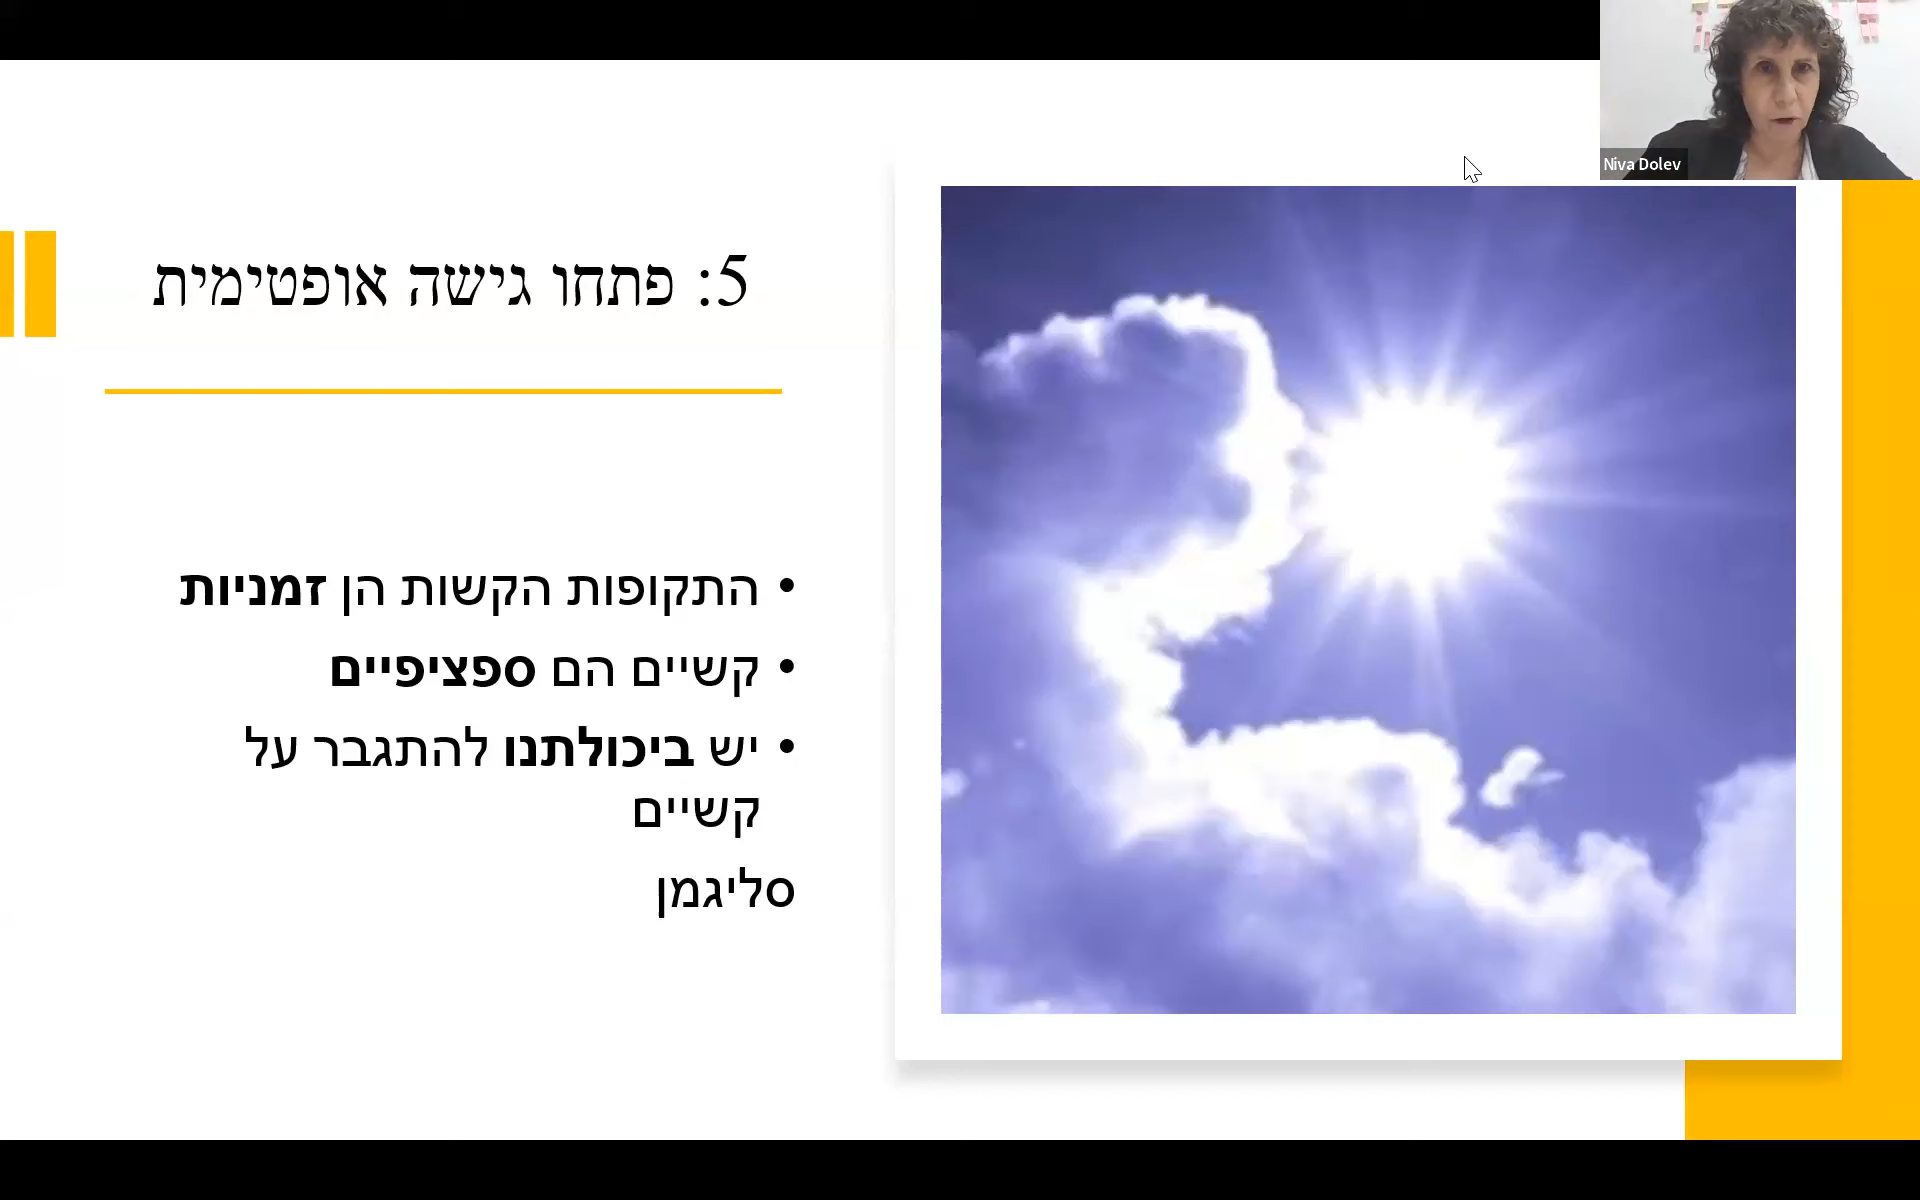 5: פתחו גישה אופטימית
• התקופות הקשות הן זמניות
• קשיים הם ספציפיים
• יש ביכולתנו להתגבר על
קשיים
סליגמן
Niva Dolev